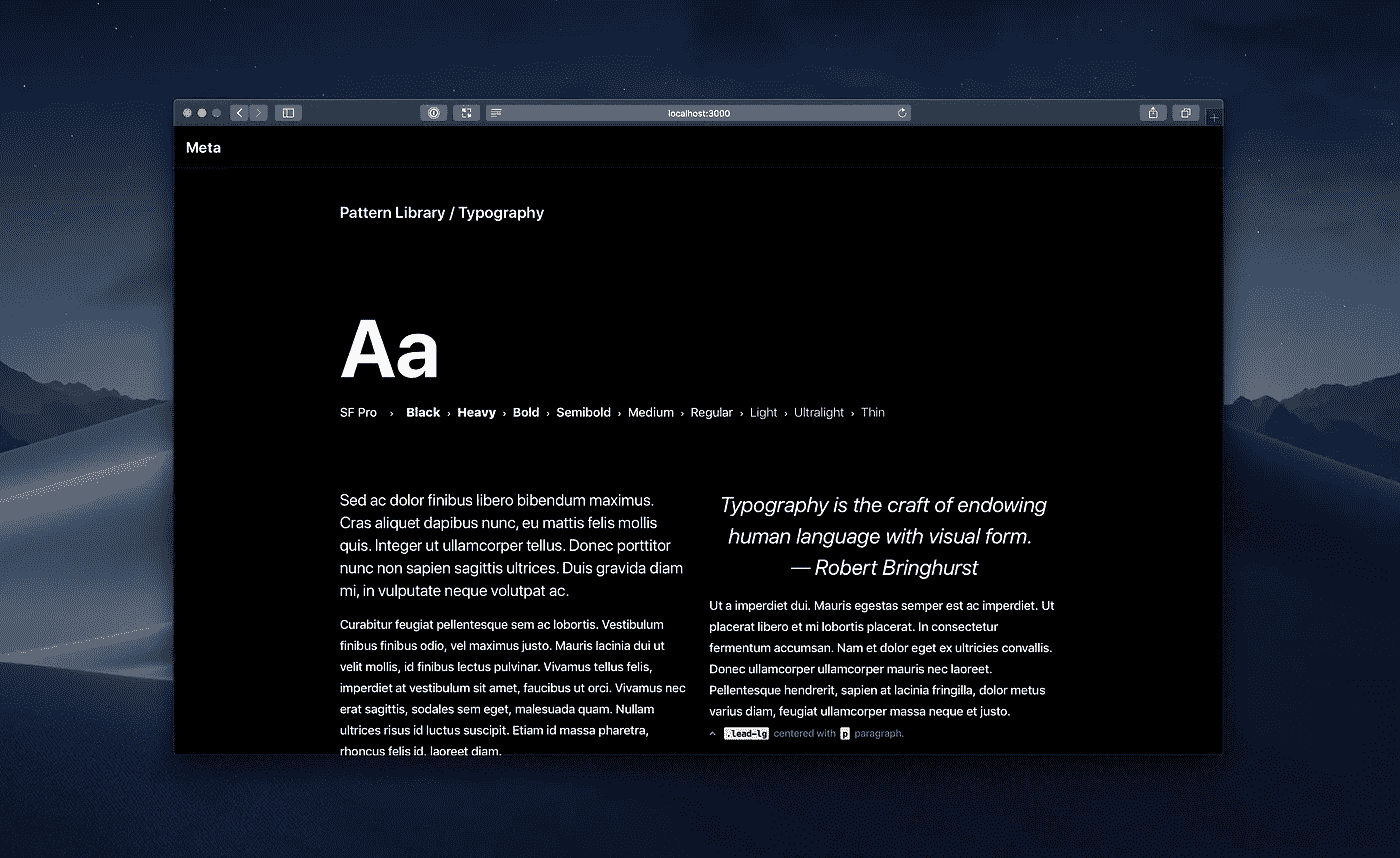 localhost:3000
Meta
Pattern Library / Typography
Aa
SF Pro › Black › Heavy › Bold › Semibold › Medium › Regular › Light › Ultralight › Thin
Sed ac dolor finibus libero bibendum maximus.
Cras aliquet dapibus nunc, eu mattis felis mollis
quis. Integer ut ullamcorper tellus. Donec porttitor
nunc non sapien sagittis ultrices. Duis gravida diam
mi, in vulputate neque volutpat ac.
Curabitur feugiat pellentesque sem ac lobortis. Vestibulum
finibus finibus odio, vel maximus justo. Mauris lacinia dui ut
velit mollis, id finibus lectus pulvinar. Vivamus tellus felis,
imperdiet at vestibulum sit amet, faucibus ut orci. Vivamus nec
erat sagittis, sodales sem eget, malesuada quam. Nullam
ultrices risus id luctus suscipit. Etiam id massa pharetra,
rhoncus felis id, laoreet diam.
Typography is the craft of endowing
human language with visual form.
— Robert Bringhurst
Ut a imperdiet dui. Mauris egestas semper est ac imperdiet. Ut
placerat libero et mi lobortis placerat. In consectetur
fermentum accumsan. Nam et dolor eget ex ultricies convallis.
Donec ullamcorper ullamcorper mauris nec laoreet.
Pellentesque hendrerit, sapien at lacinia fringilla, dolor metus
varius diam, feugiat ullamcorper massa neque et justo.
.lead-lg centered with p paragraph.